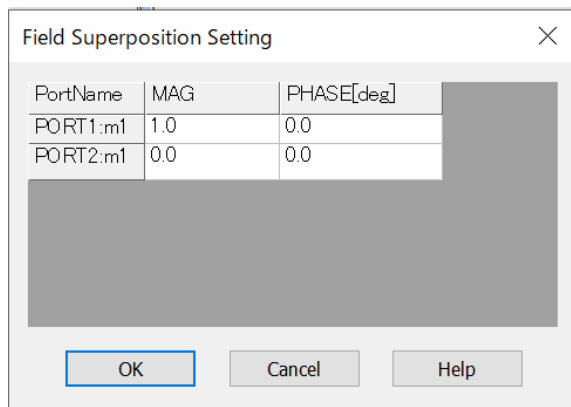 Field Superposition Setting
PortName MAG PHASE[deg]
PORT1:m1 1.0 0.0
PORT2:m1 0.0 0.0
OK Cancel Help